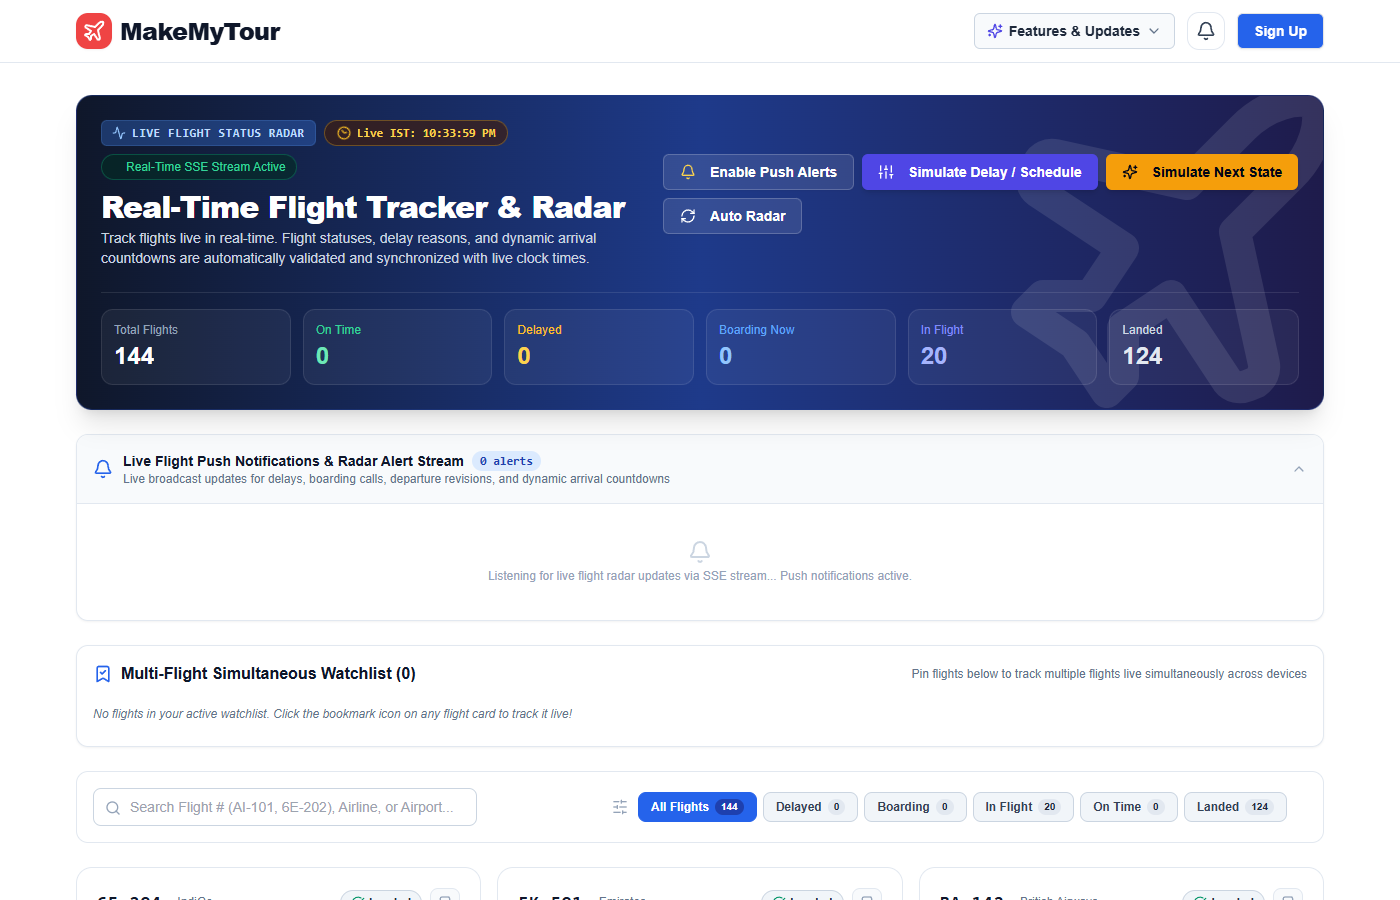 MakeMyTour
Features & Updates
Sign Up
LIVE FLIGHT STATUS RADAR
Live IST: 10:33:59 PM
Real-Time SSE Stream Active
Real-Time Flight Tracker & Radar
Track flights live in real-time. Flight statuses, delay reasons, and dynamic arrival
countdowns are automatically validated and synchronized with live clock times.
Enable Push Alerts
Simulate Delay / Schedule
Simulate Next State
Auto Radar
Total Flights
144
On Time
0
Delayed
0
Boarding Now
0
In Flight
20
Landed
124
Live Flight Push Notifications & Radar Alert Stream
0 alerts
Live broadcast updates for delays, boarding calls, departure revisions, and dynamic arrival countdowns
Listening for live flight radar updates via SSE stream... Push notifications active.
Multi-Flight Simultaneous Watchlist (0)
Pin flights below to track multiple flights live simultaneously across devices
No flights in your active watchlist. Click the bookmark icon on any flight card to track it live!
Search Flight # (AI-101, 6E-202), Airline, or Airport...
All Flights 144
Delayed 0
Boarding 0
In Flight 20
On Time 0
Landed 124